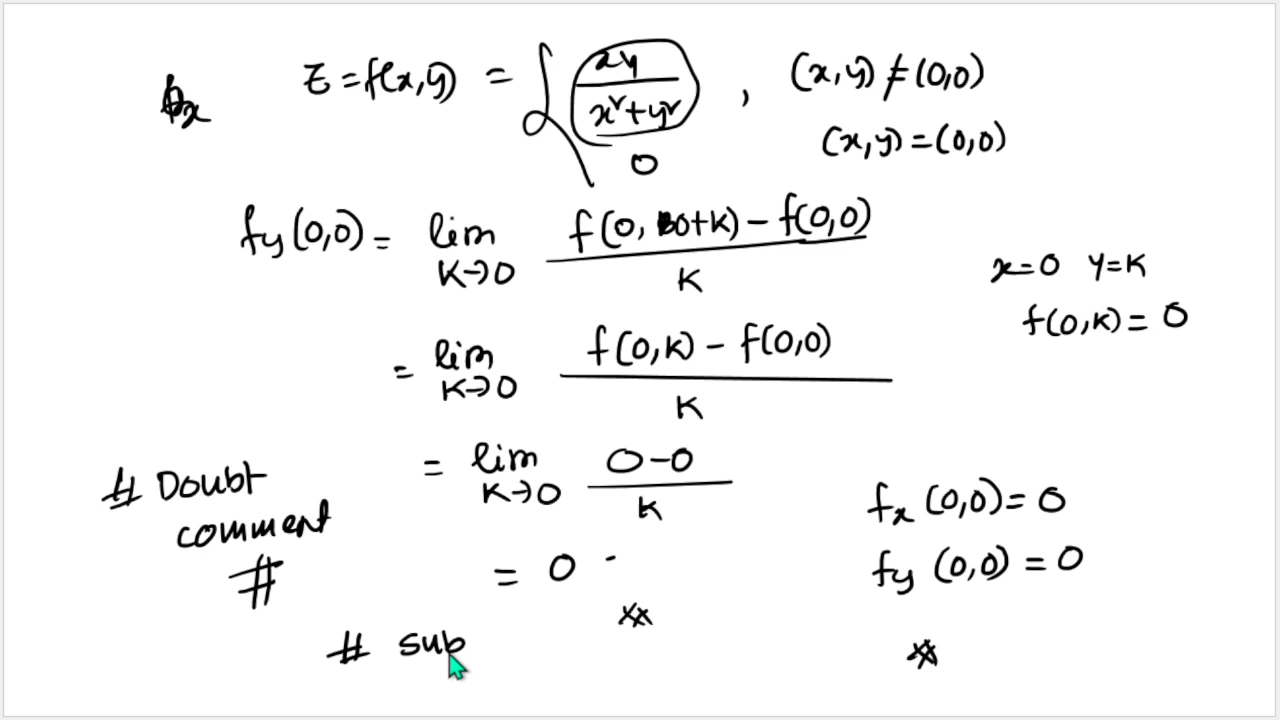 Z = f(x,y) = { xy / x² + y² , (x,y) ≠ (0,0)
0 (x,y) = (0,0)
fy (0,0) = lim K→0 f(0, 0+K) - f(0,0) / K
x=0 y=K
f(0,K) = 0
= lim K→0 f(0,K) - f(0,0) / K
= lim K→0 0-0 / K
= 0
fx (0,0) = 0
fy (0,0) = 0
# Doubt
comment
#
# sub